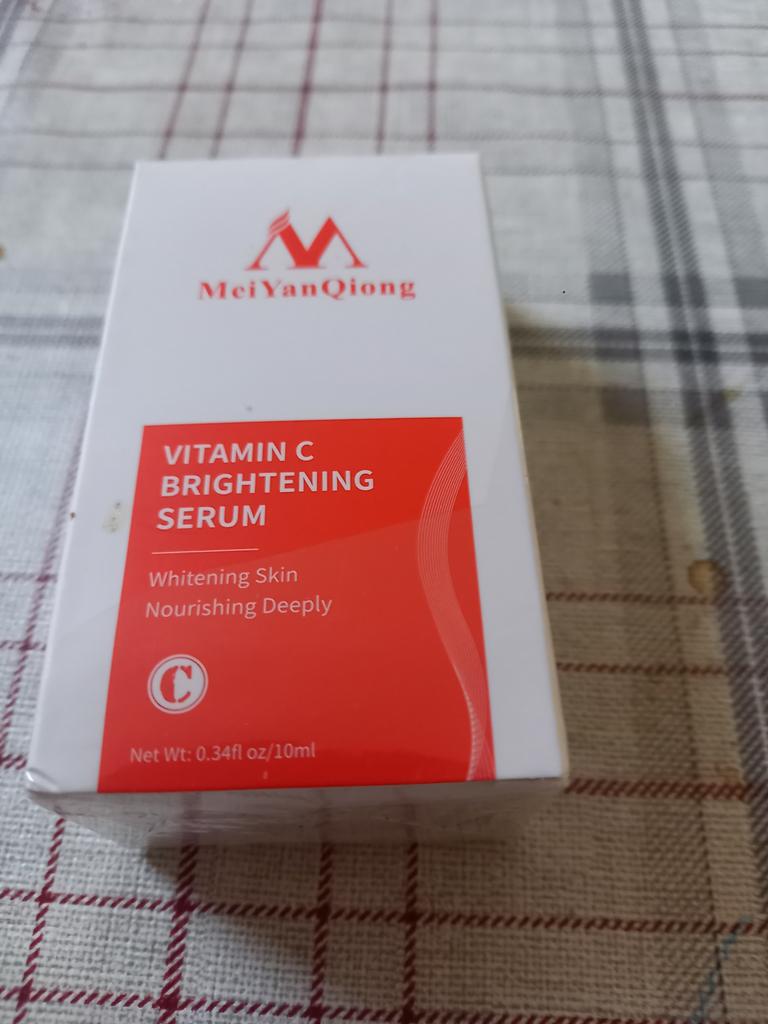 MeiYanQiong
VITAMIN C
BRIGHTENING
SERUM
Whitening Skin
Nourishing Deeply
C
Net Wt: 0.34fl oz/10ml